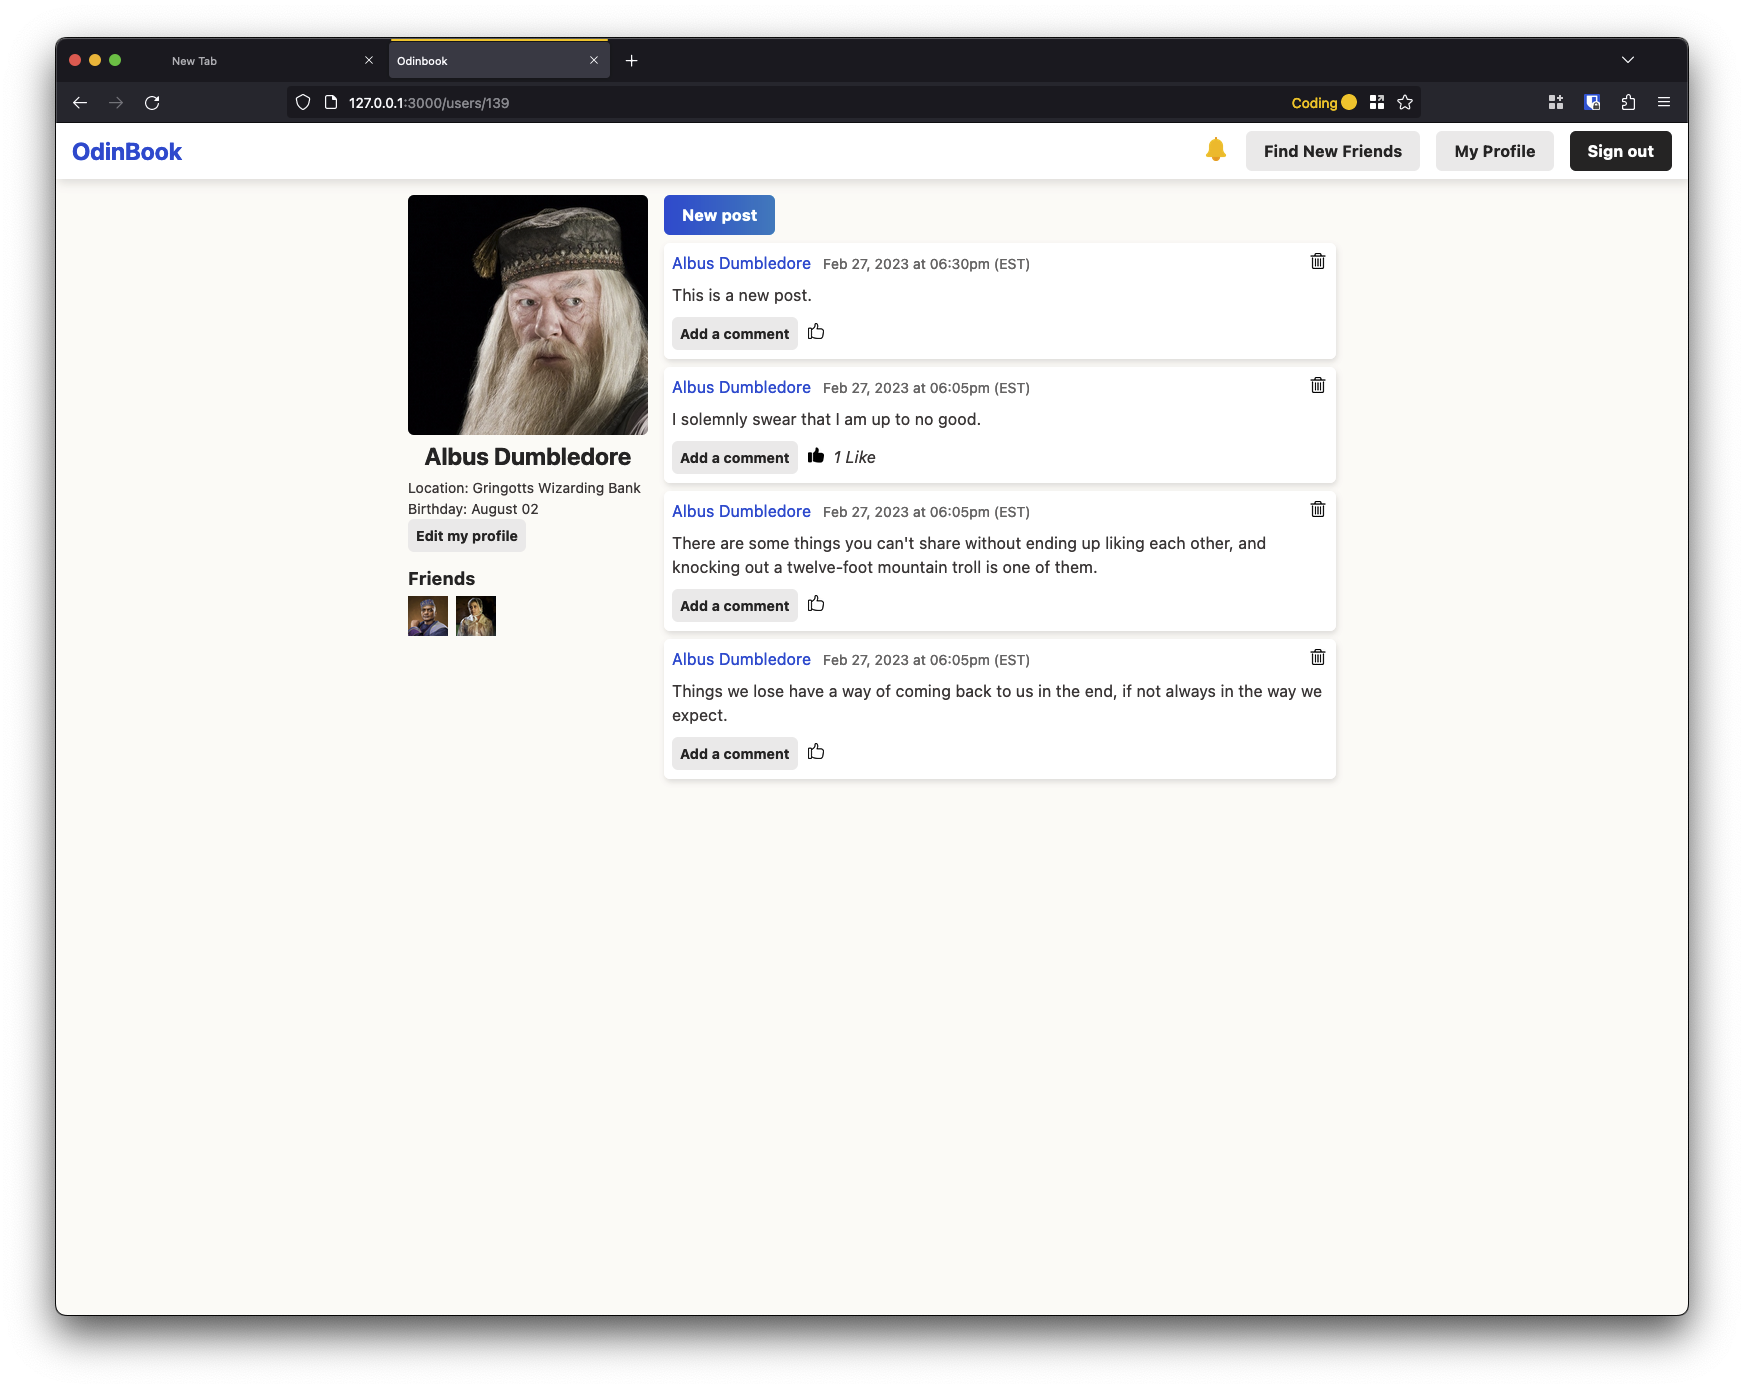 New Tab
Odinbook
127.0.0.1:3000/users/139
Coding
OdinBook
Find New Friends
My Profile
Sign out
Albus Dumbledore
Location: Gringotts Wizarding Bank
Birthday: August 02
Edit my profile
Friends
New post
Albus Dumbledore Feb 27, 2023 at 06:30pm (EST)
This is a new post.
Add a comment
Albus Dumbledore Feb 27, 2023 at 06:05pm (EST)
I solemnly swear that I am up to no good.
Add a comment 1 Like
Albus Dumbledore Feb 27, 2023 at 06:05pm (EST)
There are some things you can't share without ending up liking each other, and
knocking out a twelve-foot mountain troll is one of them.
Add a comment
Albus Dumbledore Feb 27, 2023 at 06:05pm (EST)
Things we lose have a way of coming back to us in the end, if not always in the way we
expect.
Add a comment